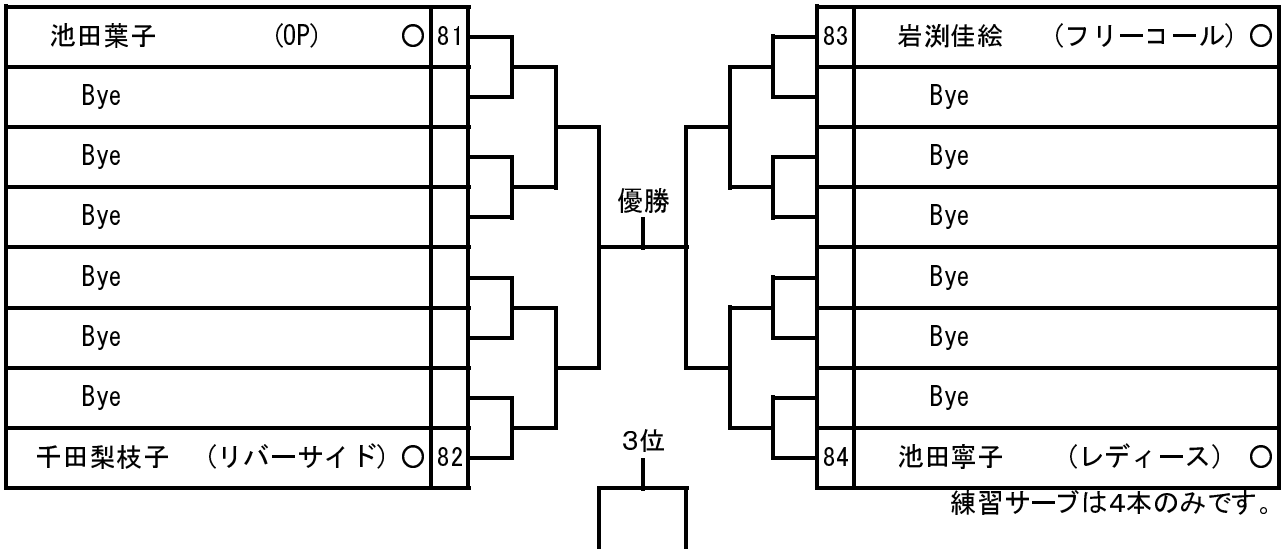 池田葉子 (OP) ○ 81
Bye
Bye
Bye
Bye
Bye
Bye
千田梨枝子 (リバーサイド) ○ 82
優勝
3位
83 岩渕佳絵 (フリーコール) ○
Bye
Bye
Bye
Bye
Bye
Bye
84 池田寧子 (レディース) ○
練習サーブは4本のみです。